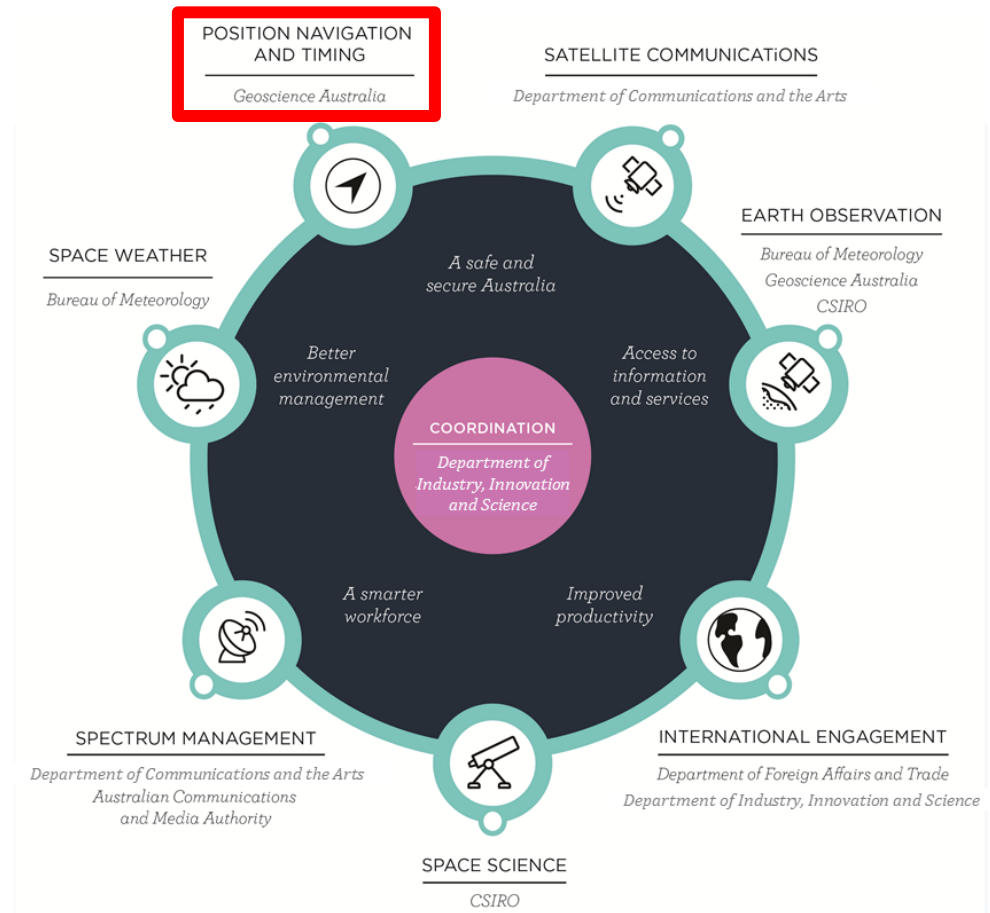 POSITION NAVIGATION
AND TIMING
Geoscience Australia
SATELLITE COMMUNICATiONS
Department of Communications and the Arts
EARTH OBSERVATION
Bureau of Meteorology
Geoscience Australia
CSIRO
SPACE WEATHER
Bureau of Meteorology
A safe and
secure Australia
Better
environmental
management
Access to
information
and services
COORDINATION
Department of
Industry, Innovation
and Science
A smarter
workforce
Improved
productivity
SPECTRUM MANAGEMENT
Department of Communications and the Arts
Australian Communications
and Media Authority
INTERNATIONAL ENGAGEMENT
Department of Foreign Affairs and Trade
Department of Industry, Innovation and Science
SPACE SCIENCE
CSIRO